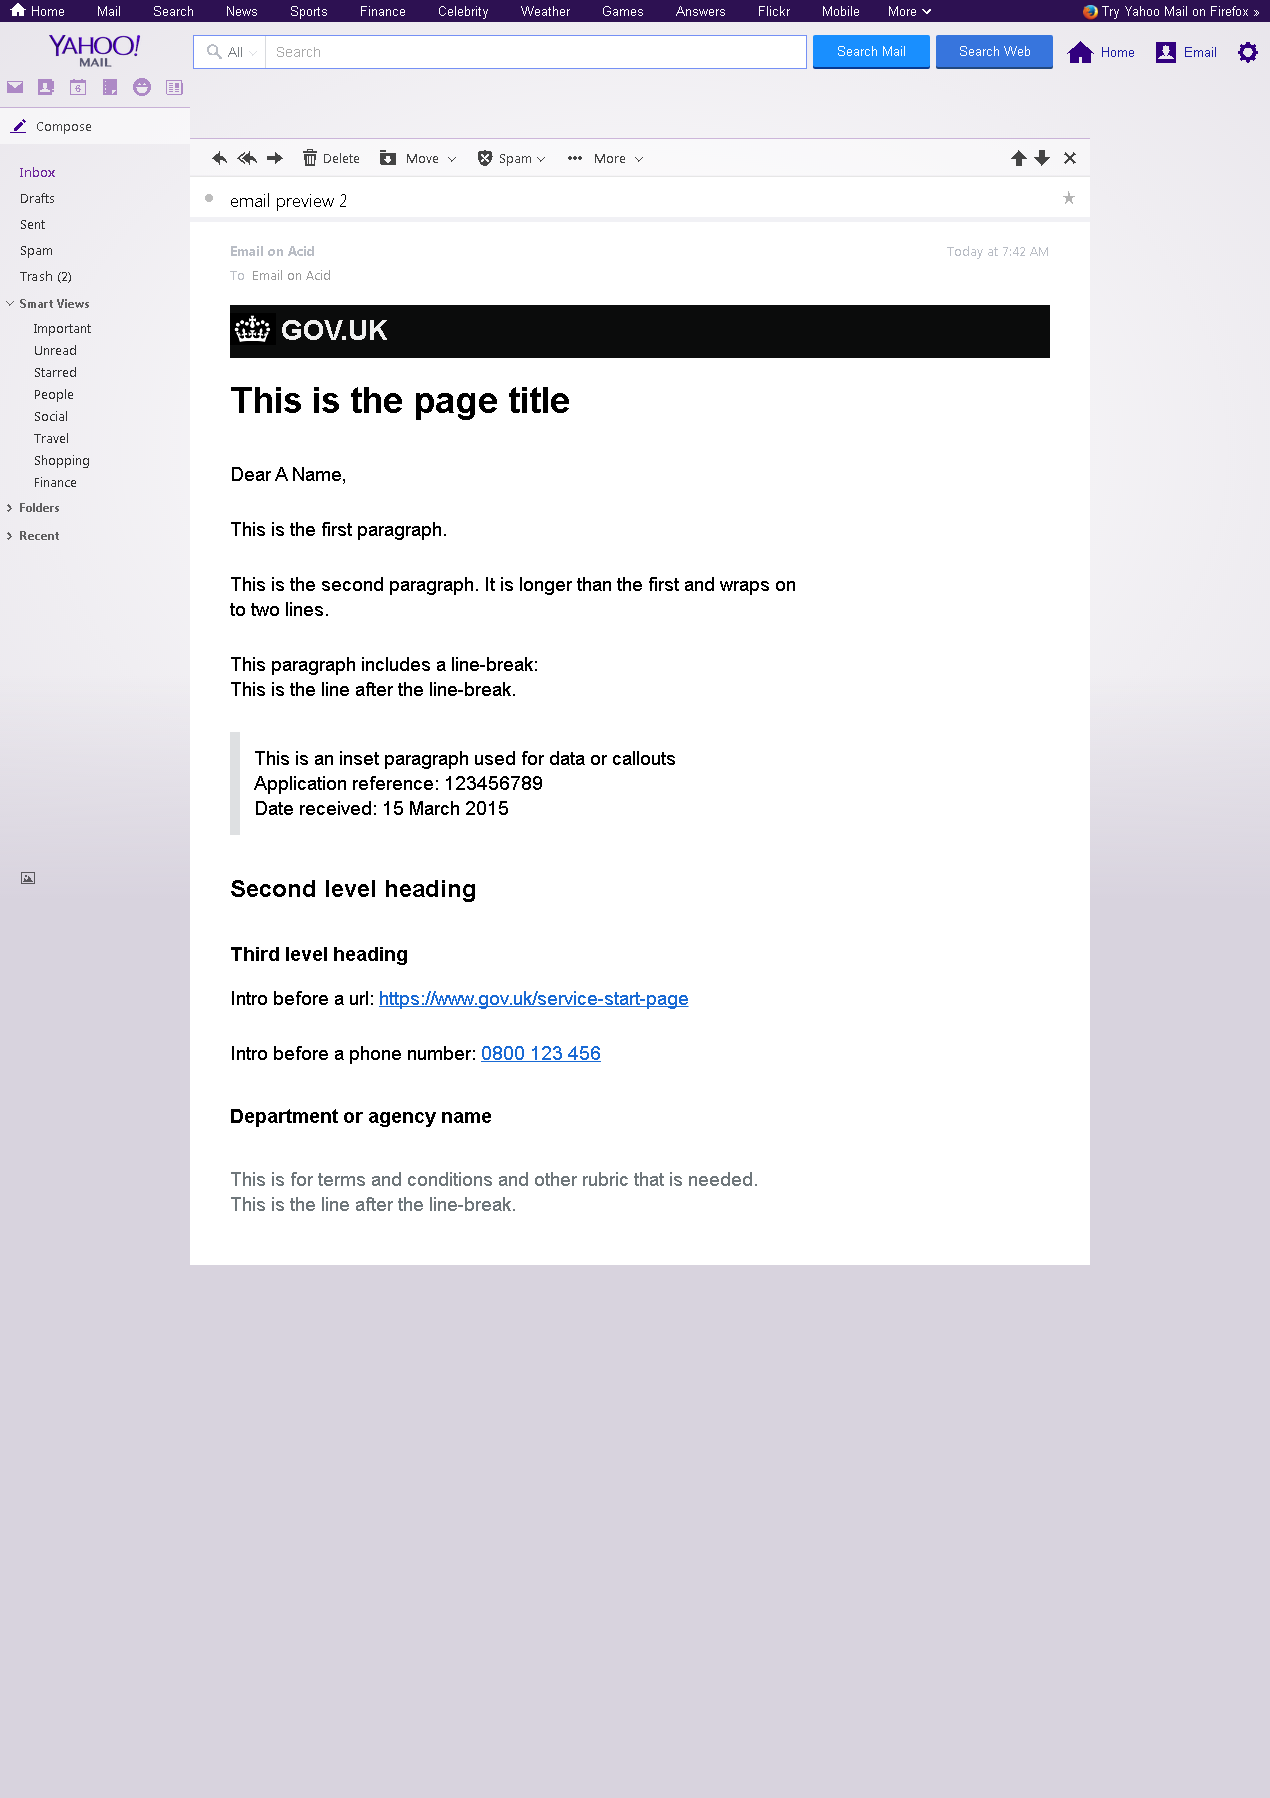 Home Mail Search News Sports Finance Celebrity Weather Games Answers Flickr Mobile More Try Yahoo Mail on Firefox »
YAHOO!
MAIL
All Search Search Mail Search Web Home Email
6
Compose
Delete Move Spam More
Inbox
Drafts
Sent
Spam
Trash (2)
Smart Views
Important
Unread
Starred
People
Social
Travel
Shopping
Finance
Folders
Recent
email preview 2
Email on Acid Today at 7:42 AM
To Email on Acid
GOV.UK
This is the page title
Dear A Name,
This is the first paragraph.
This is the second paragraph. It is longer than the first and wraps on
to two lines.
This paragraph includes a line-break:
This is the line after the line-break.
This is an inset paragraph used for data or callouts
Application reference: 123456789
Date received: 15 March 2015
Second level heading
Third level heading
Intro before a url: https://www.gov.uk/service-start-page
Intro before a phone number: 0800 123 456
Department or agency name
This is for terms and conditions and other rubric that is needed.
This is the line after the line-break.